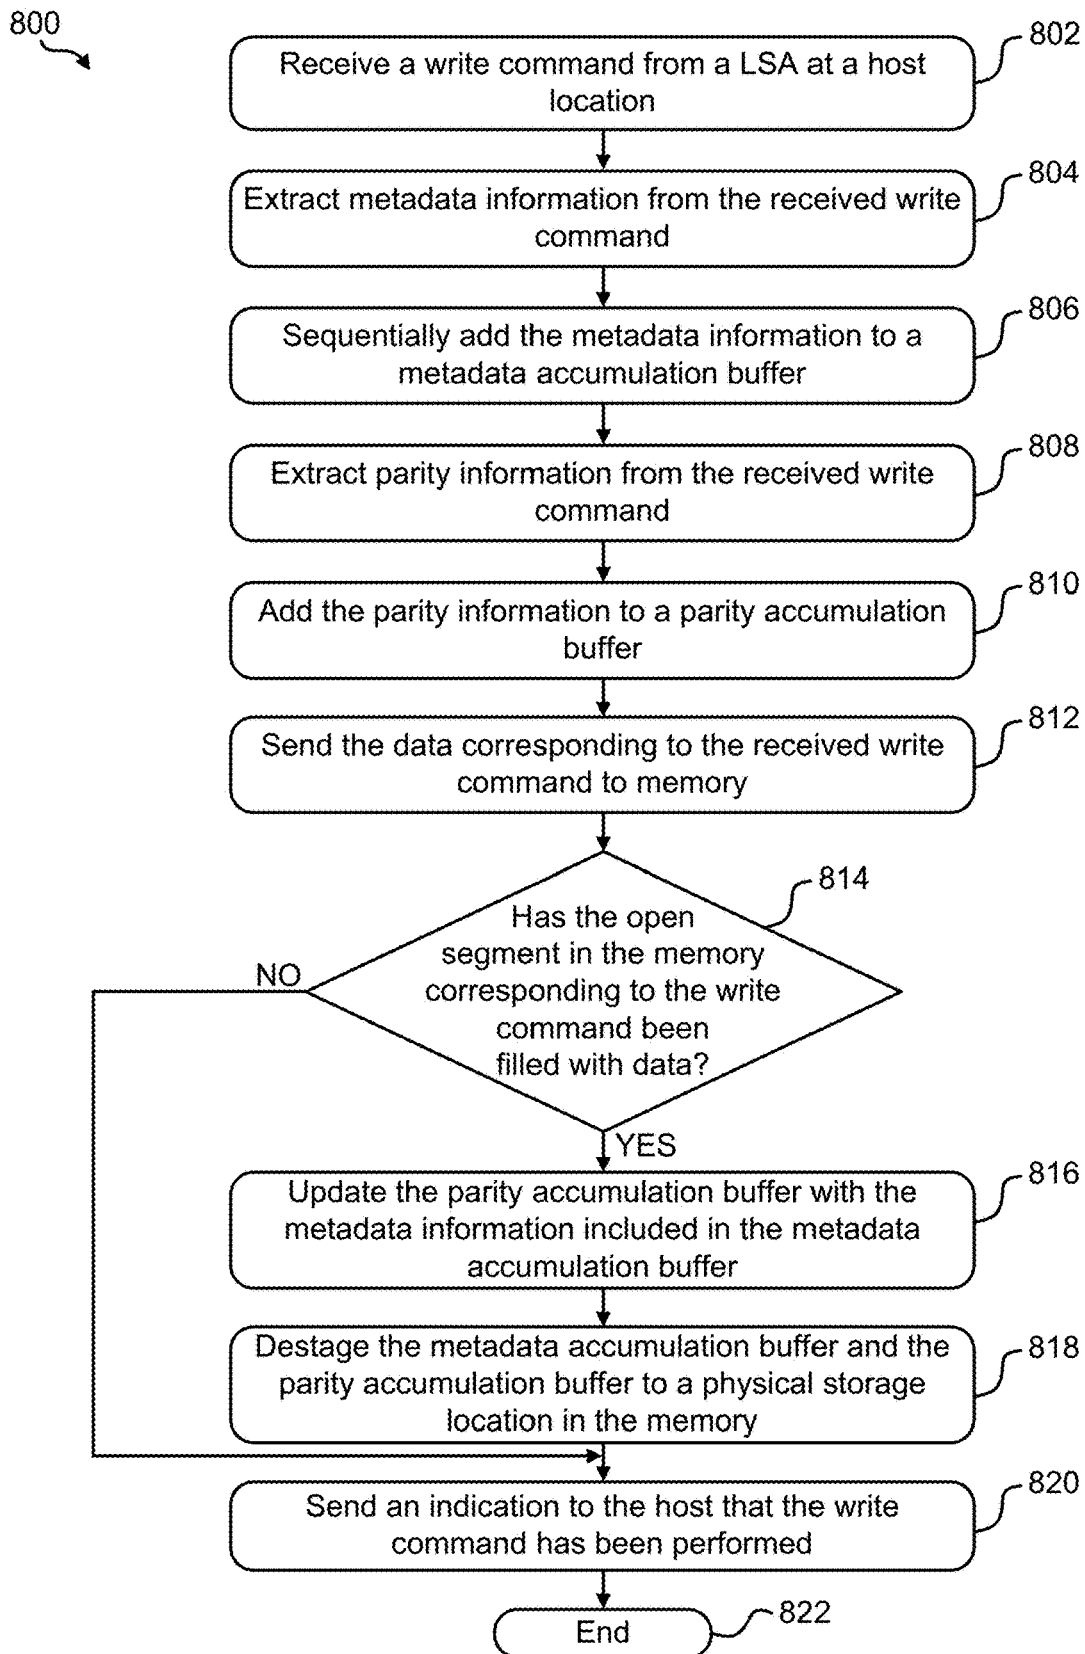 800
802
Receive a write command from a LSA at a host
location
804
Extract metadata information from the received write
command
806
Sequentially add the metadata information to a
metadata accumulation buffer
808
Extract parity information from the received write
command
810
Add the parity information to a parity accumulation
buffer
812
Send the data corresponding to the received write
command to memory
814
Has the open
segment in the memory
corresponding to the write
command been
filled with data?
NO
YES
816
Update the parity accumulation buffer with the
metadata information included in the metadata
accumulation buffer
818
Destage the metadata accumulation buffer and the
parity accumulation buffer to a physical storage
location in the memory
820
Send an indication to the host that the write
command has been performed
822
End